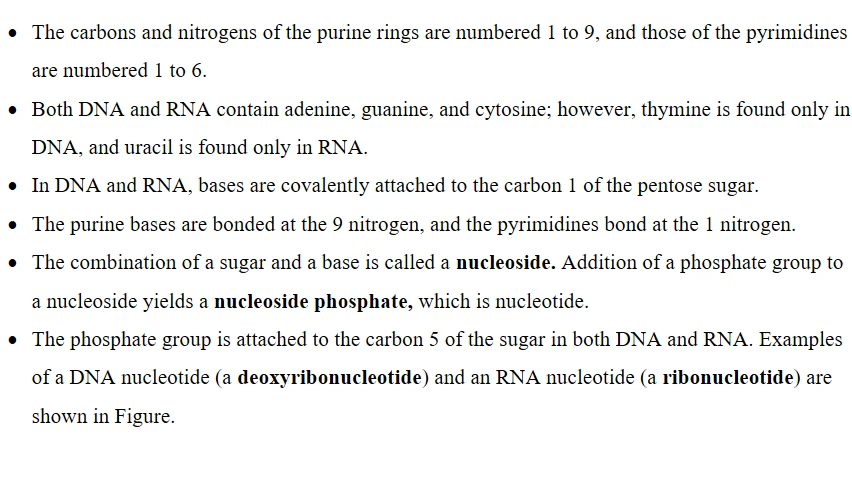 • The carbons and nitrogens of the purine rings are numbered 1 to 9, and those of the pyrimidines
are numbered 1 to 6.
• Both DNA and RNA contain adenine, guanine, and cytosine; however, thymine is found only in
DNA, and uracil is found only in RNA.
• In DNA and RNA, bases are covalently attached to the carbon 1 of the pentose sugar.
• The purine bases are bonded at the 9 nitrogen, and the pyrimidines bond at the 1 nitrogen.
• The combination of a sugar and a base is called a nucleoside. Addition of a phosphate group to
a nucleoside yields a nucleoside phosphate, which is nucleotide.
• The phosphate group is attached to the carbon 5 of the sugar in both DNA and RNA. Examples
of a DNA nucleotide (a deoxyribonucleotide) and an RNA nucleotide (a ribonucleotide) are
shown in Figure.